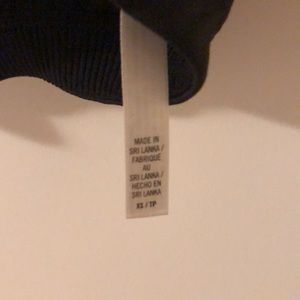 MADE IN
SRI LANKA /
FABRIQUÉ
AU
SRI LANKA /
HECHO EN
SRI LANKA
XS / TP